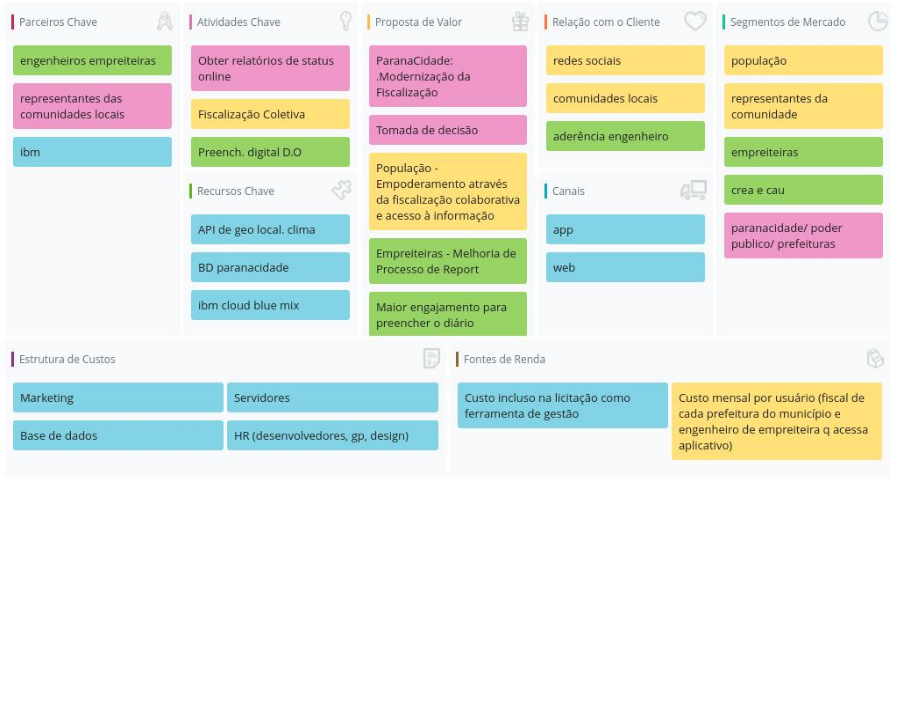 Parceiros Chave
engenheiros empreiteiras
representantes das
comunidades locais
ibm
Atividades Chave
Obter relatórios de status
online
Fiscalização Coletiva
Preench. digital D.O
Recursos Chave
API de geo local. clima
BD paranacidade
ibm cloud blue mix
Proposta de Valor
ParanaCidade:
.Modernização da
Fiscalização
Tomada de decisão
População -
Empoderamento através
da fiscalização colaborativa
e acesso à informação
Empreiteiras - Melhoria de
Processo de Report
Maior engajamento para
preencher o diário
Relação com o Cliente
redes sociais
comunidades locais
aderência engenheiro
Canais
app
web
Segmentos de Mercado
população
representantes da
comunidade
empreiteiras
crea e cau
paranacidade/ poder
publico/ prefeituras
Estrutura de Custos
Marketing
Servidores
Base de dados
HR (desenvolvedores, gp, design)
Fontes de Renda
Custo incluso na licitação como
ferramenta de gestão
Custo mensal por usuário (fiscal de
cada prefeitura do município e
engenheiro de empreiteira q acessa
aplicativo)